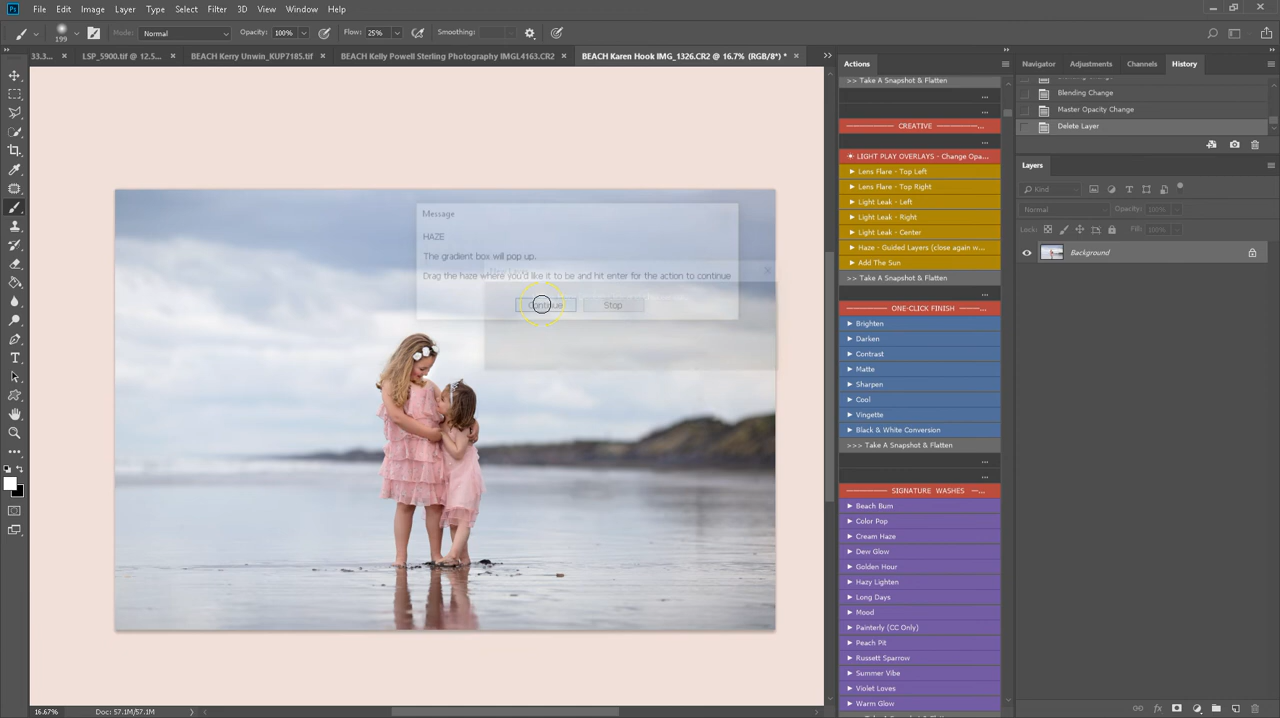 Ps File Edit Image Layer Type Select Filter 3D View Window Help
199 Mode: Normal Opacity: 100% Flow: 25% Smoothing:
33.3... × LSP_5900.tif @ 12.5... × BEACH Kerry Unwin_KUP7185.tif × BEACH Kelly Powell Sterling Photography IMGL4163.CR2 × BEACH Karen Hook IMG_1326.CR2 @ 16.7% (RGB/8*) * ×
Message
HAZE
The gradient box will pop up.
Drag the haze where you'd like it to be and hit enter for the action to continue
Continue Stop
16.67% Doc: 57.1M/57.1M
Actions
>> Take A Snapshot & Flatten
...
CREATIVE ...
...
LIGHT PLAY OVERLAYS - Change Opa...
Lens Flare - Top Left
Lens Flare - Top Right
Light Leak - Left
Light Leak - Right
Light Leak - Center
Haze - Guided Layers (close again w...
Add The Sun
>> Take A Snapshot & Flatten
...
ONE-CLICK FINISH ...
Brighten
Darken
Contrast
Matte
Sharpen
Cool
Vingette
Black & White Conversion
>>> Take A Snapshot & Flatten
...
...
SIGNATURE WASHES ...
Beach Bum
Color Pop
Cream Haze
Dew Glow
Golden Hour
Hazy Lighten
Long Days
Mood
Painterly (CC Only)
Peach Pit
Russett Sparrow
Summer Vibe
Violet Loves
Warm Glow
Navigator Adjustments Channels History
Blending Change
Master Opacity Change
Delete Layer
Layers
Kind
Normal Opacity: 100%
Lock: Fill: 100%
Background